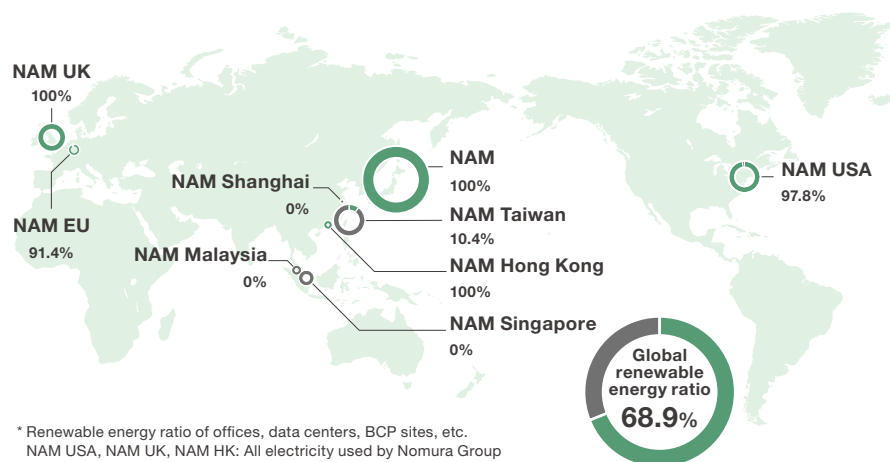 NAM UK
100%
NAM EU
91.4%
NAM Shanghai
0%
NAM Malaysia
0%
NAM
100%
NAM Taiwan
10.4%
NAM Hong Kong
100%
NAM Singapore
0%
NAM USA
97.8%
Global
renewable
energy ratio
68.9%
* Renewable energy ratio of offices, data centers, BCP sites, etc.
NAM USA, NAM UK, NAM HK: All electricity used by Nomura Group